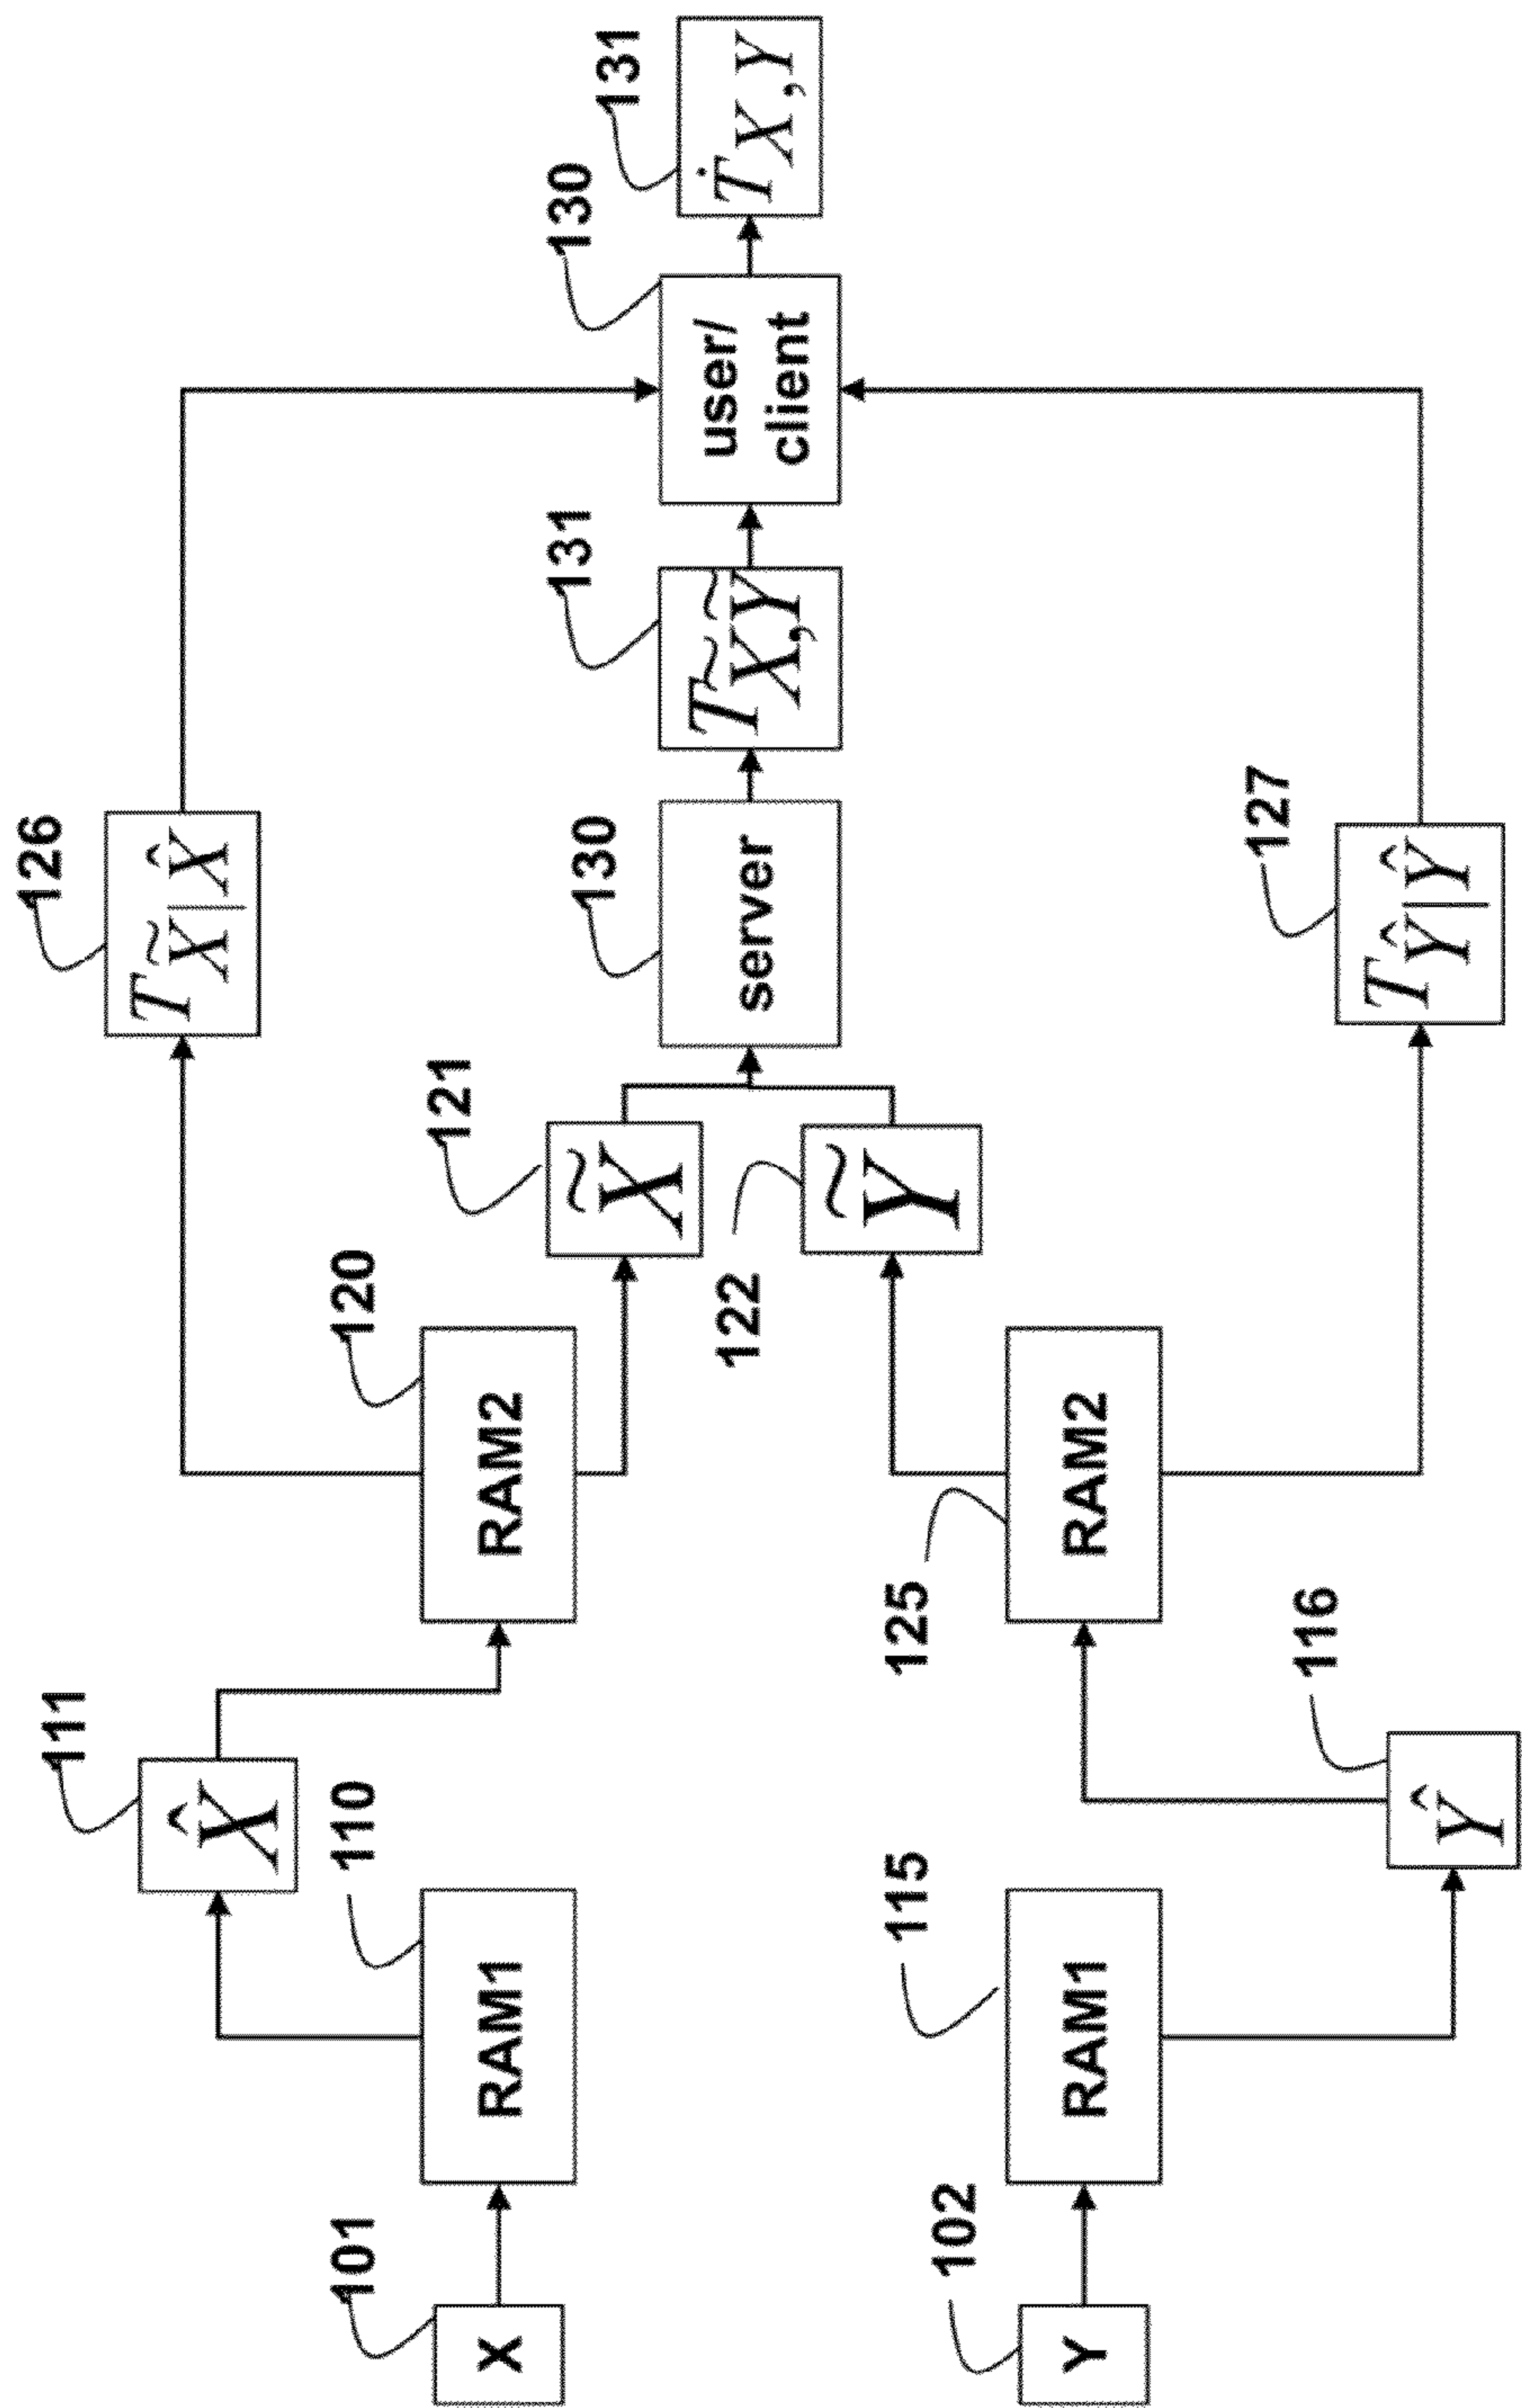 101
X
RAM1
110
111
X̂
RAM2
120
126
T X̃|X̂
121
X̃
102
Y
RAM1
115
116
Ŷ
RAM2
125
122
Ỹ
127
T Ŷ|Ŷ
server
130
131
T X̃,Ỹ
130
user/
client
131
Ṫ X,Y